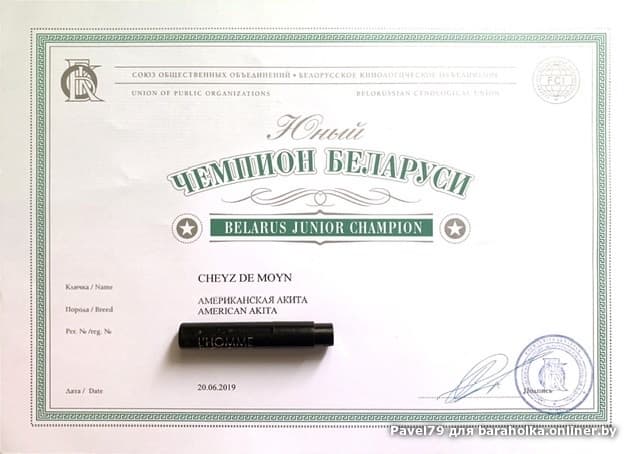 СОЮЗ ОБЩЕСТВЕННЫХ ОБЪЕДИНЕНИЙ • БЕЛОРУССКОЕ КИНОЛОГИЧЕСКОЕ ОБЪЕДИНЕНИЕ
UNION OF PUBLIC ORGANIZATIONS BELORUSSIAN CYNOLOGICAL UNION
FCI
Юный
ЧЕМПИОН БЕЛАРУСИ
BELARUS JUNIOR CHAMPION
Кличка / Name CHEYZ DE MOYN
Порода / Breed АМЕРИКАНСКАЯ АКИТА
AMERICAN AKITA
Рег. № /reg. №
L'HOMME
Дата / Date 20.06.2019
Подпись
Pavel79 для baraholka.onliner.by